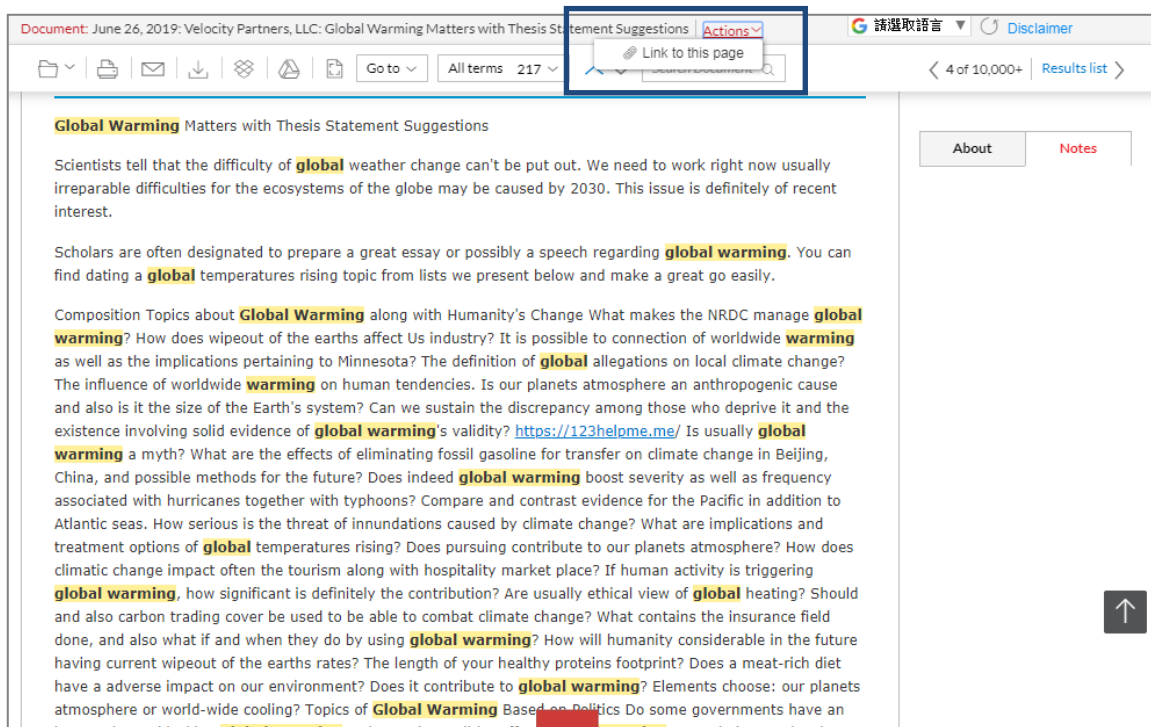 Document: June 26, 2019: Velocity Partners, LLC: Global Warming Matters with Thesis Statement Suggestions | Actions
請選取語言 ▼ Disclaimer
Link to this page
Go to All terms 217 Search Document 4 of 10,000+ Results list
Global Warming Matters with Thesis Statement Suggestions
About Notes
Scientists tell that the difficulty of global weather change can't be put out. We need to work right now usually
irreparable difficulties for the ecosystems of the globe may be caused by 2030. This issue is definitely of recent
interest.
Scholars are often designated to prepare a great essay or possibly a speech regarding global warming. You can
find dating a global temperatures rising topic from lists we present below and make a great go easily.
Composition Topics about Global Warming along with Humanity's Change What makes the NRDC manage global
warming? How does wipeout of the earths affect Us industry? It is possible to connection of worldwide warming
as well as the implications pertaining to Minnesota? The definition of global allegations on local climate change?
The influence of worldwide warming on human tendencies. Is our planets atmosphere an anthropogenic cause
and also is it the size of the Earth's system? Can we sustain the discrepancy among those who deprive it and the
existence involving solid evidence of global warming's validity? https://123helpme.me/ Is usually global
warming a myth? What are the effects of eliminating fossil gasoline for transfer on climate change in Beijing,
China, and possible methods for the future? Does indeed global warming boost severity as well as frequency
associated with hurricanes together with typhoons? Compare and contrast evidence for the Pacific in addition to
Atlantic seas. How serious is the threat of innundations caused by climate change? What are implications and
treatment options of global temperatures rising? Does pursuing contribute to our planets atmosphere? How does
climatic change impact often the tourism along with hospitality market place? If human activity is triggering
global warming, how significant is definitely the contribution? Are usually ethical view of global heating? Should
and also carbon trading cover be used to be able to combat climate change? What contains the insurance field
done, and also what if and when they do by using global warming? How will humanity considerable in the future
having current wipeout of the earths rates? The length of your healthy proteins footprint? Does a meat-rich diet
have a adverse impact on our environment? Does it contribute to global warming? Elements choose: our planets
atmosphere or world-wide cooling? Topics of Global Warming Based on Politics Do some governments have an